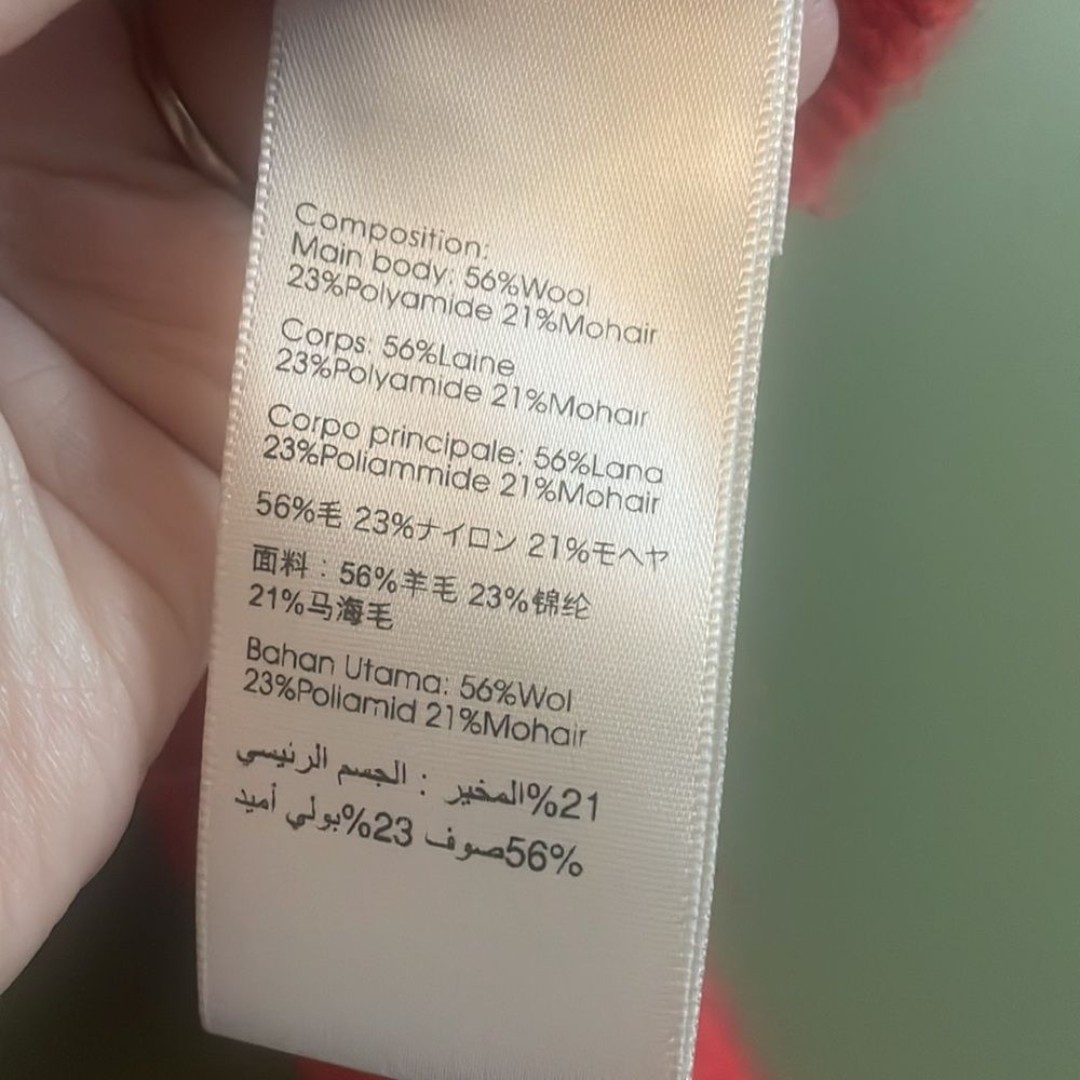 Composition:
Main body: 56%Wool
23%Polyamide 21%Mohair
Corps: 56%Laine
23%Polyamide 21%Mohair
Corpo principale: 56%Lana
23%Poliammide 21%Mohair
56%毛 23%ナイロン 21%モヘヤ
面料：56%羊毛 23%锦纶
21%马海毛
Bahan Utama: 56%Wol
23%Poliamid 21%Mohair
الجسم الرئيسي : المخير%21
56%صوف 23%بولي أميد